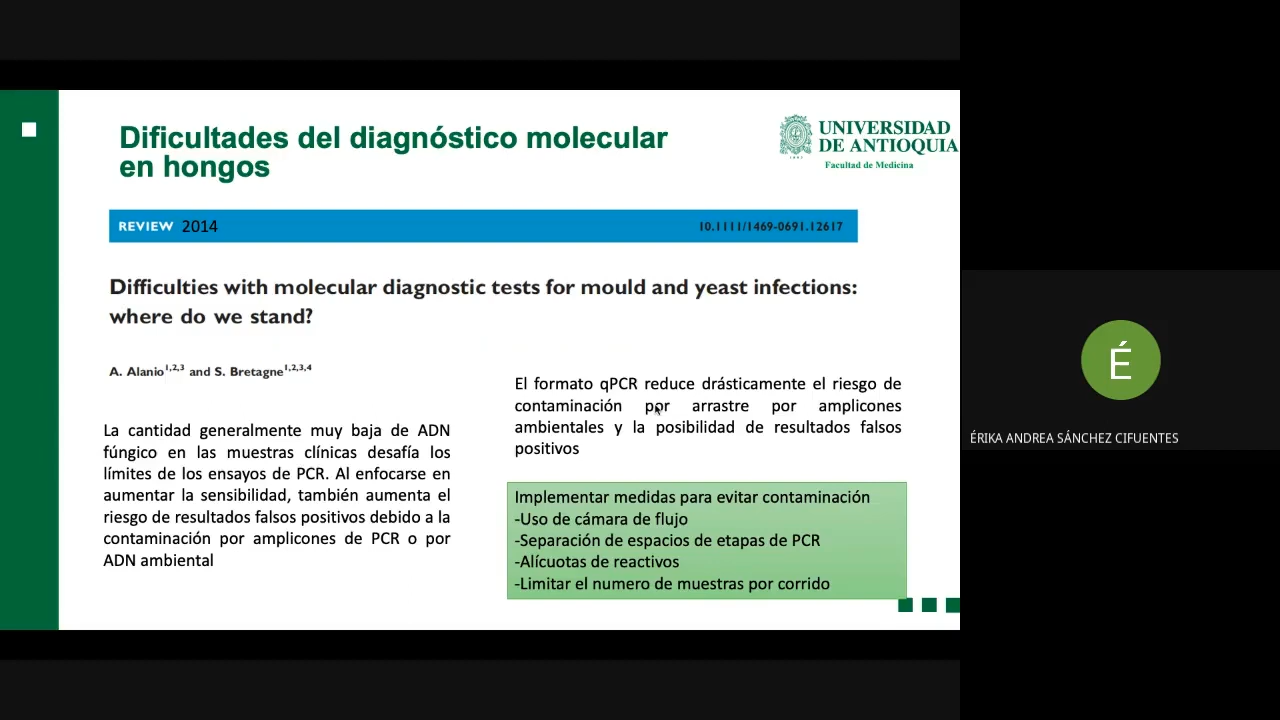 Dificultades del diagnóstico molecular
en hongos
UNIVERSIDAD
DE ANTIOQUIA
Facultad de Medicina
REVIEW 2014
10.1111/1469-0691.12617
Difficulties with molecular diagnostic tests for mould and yeast infections:
where do we stand?
A. Alanio1,2,3 and S. Bretagne1,2,3,4
La cantidad generalmente muy baja de ADN
fúngico en las muestras clínicas desafía los
límites de los ensayos de PCR. Al enfocarse en
aumentar la sensibilidad, también aumenta el
riesgo de resultados falsos positivos debido a la
contaminación por amplicones de PCR o por
ADN ambiental
El formato qPCR reduce drásticamente el riesgo de
contaminación por arrastre por amplicones
ambientales y la posibilidad de resultados falsos
positivos
Implementar medidas para evitar contaminación
-Uso de cámara de flujo
-Separación de espacios de etapas de PCR
-Alícuotas de reactivos
-Limitar el numero de muestras por corrido
É
ÉRIKA ANDREA SÁNCHEZ CIFUENTES